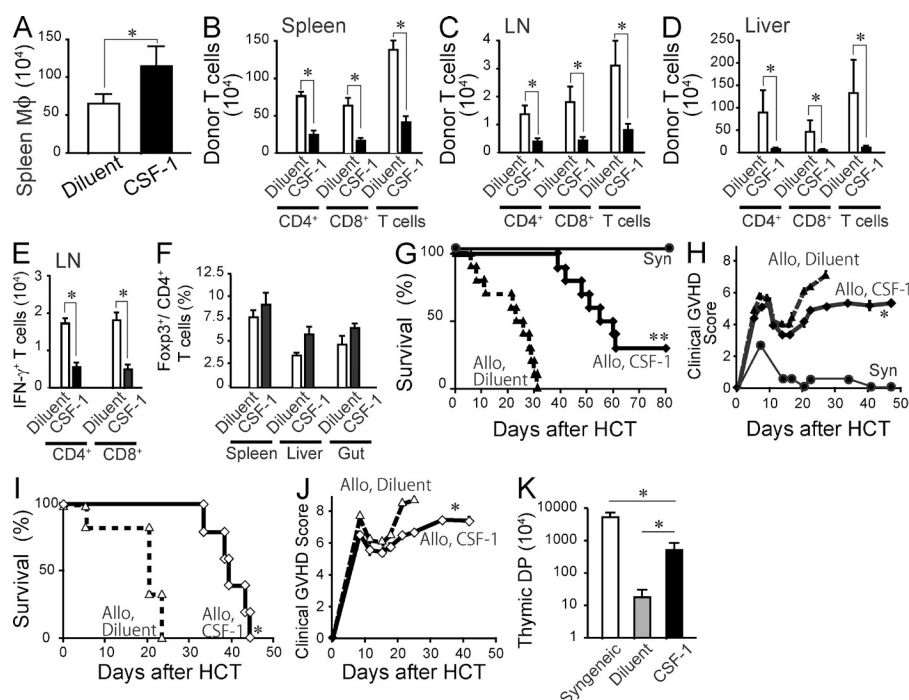 A
Spleen Mϕ (10⁴)
150
100
50
0
*
Diluent
CSF-1
B
Spleen
Donor T cells
(10⁴)
150
100
50
0
* * *
Diluent CSF-1 Diluent CSF-1 Diluent CSF-1
CD4⁺ CD8⁺ T cells
C
LN
Donor T cells
(10⁴)
4
3
2
1
0
* * *
Diluent CSF-1 Diluent CSF-1 Diluent CSF-1
CD4⁺ CD8⁺ T cells
D
Liver
Donor T cells
(10⁴)
250
200
150
100
50
0
* * *
Diluent CSF-1 Diluent CSF-1 Diluent CSF-1
CD4⁺ CD8⁺ T cells
E
LN
IFN-γ⁺ T cells (10⁴)
3
2
1
0
* *
Diluent CSF-1 Diluent CSF-1
CD4⁺ CD8⁺
F
Foxp3⁺/ CD4⁺
T cells (%)
12.5
10
7.5
5.0
2.5
0
Diluent CSF-1 Diluent CSF-1 Diluent CSF-1
Spleen Liver Gut
G
Survival (%)
100
50
0
Syn
**
Allo,
Diluent
Allo, CSF-1
0 10 20 30 40 50 60 70 80
Days after HCT
H
Clinical GVHD
Score
8
6
4
2
0
Allo, Diluent
Allo, CSF-1
*
Syn
0 10 20 30 40 50
Days after HCT
I
Survival (%)
100
50
0
Allo,
Diluent
Allo,
CSF-1
*
0 10 20 30 40 50
Days after HCT
J
Clinical GVHD Score
8
6
4
2
0
Allo, Diluent
*
Allo, CSF-1
0 10 20 30 40 50
Days after HCT
K
Thymic DP (10⁴)
10000
1000
100
10
1
*
*
Syngeneic
Diluent
CSF-1